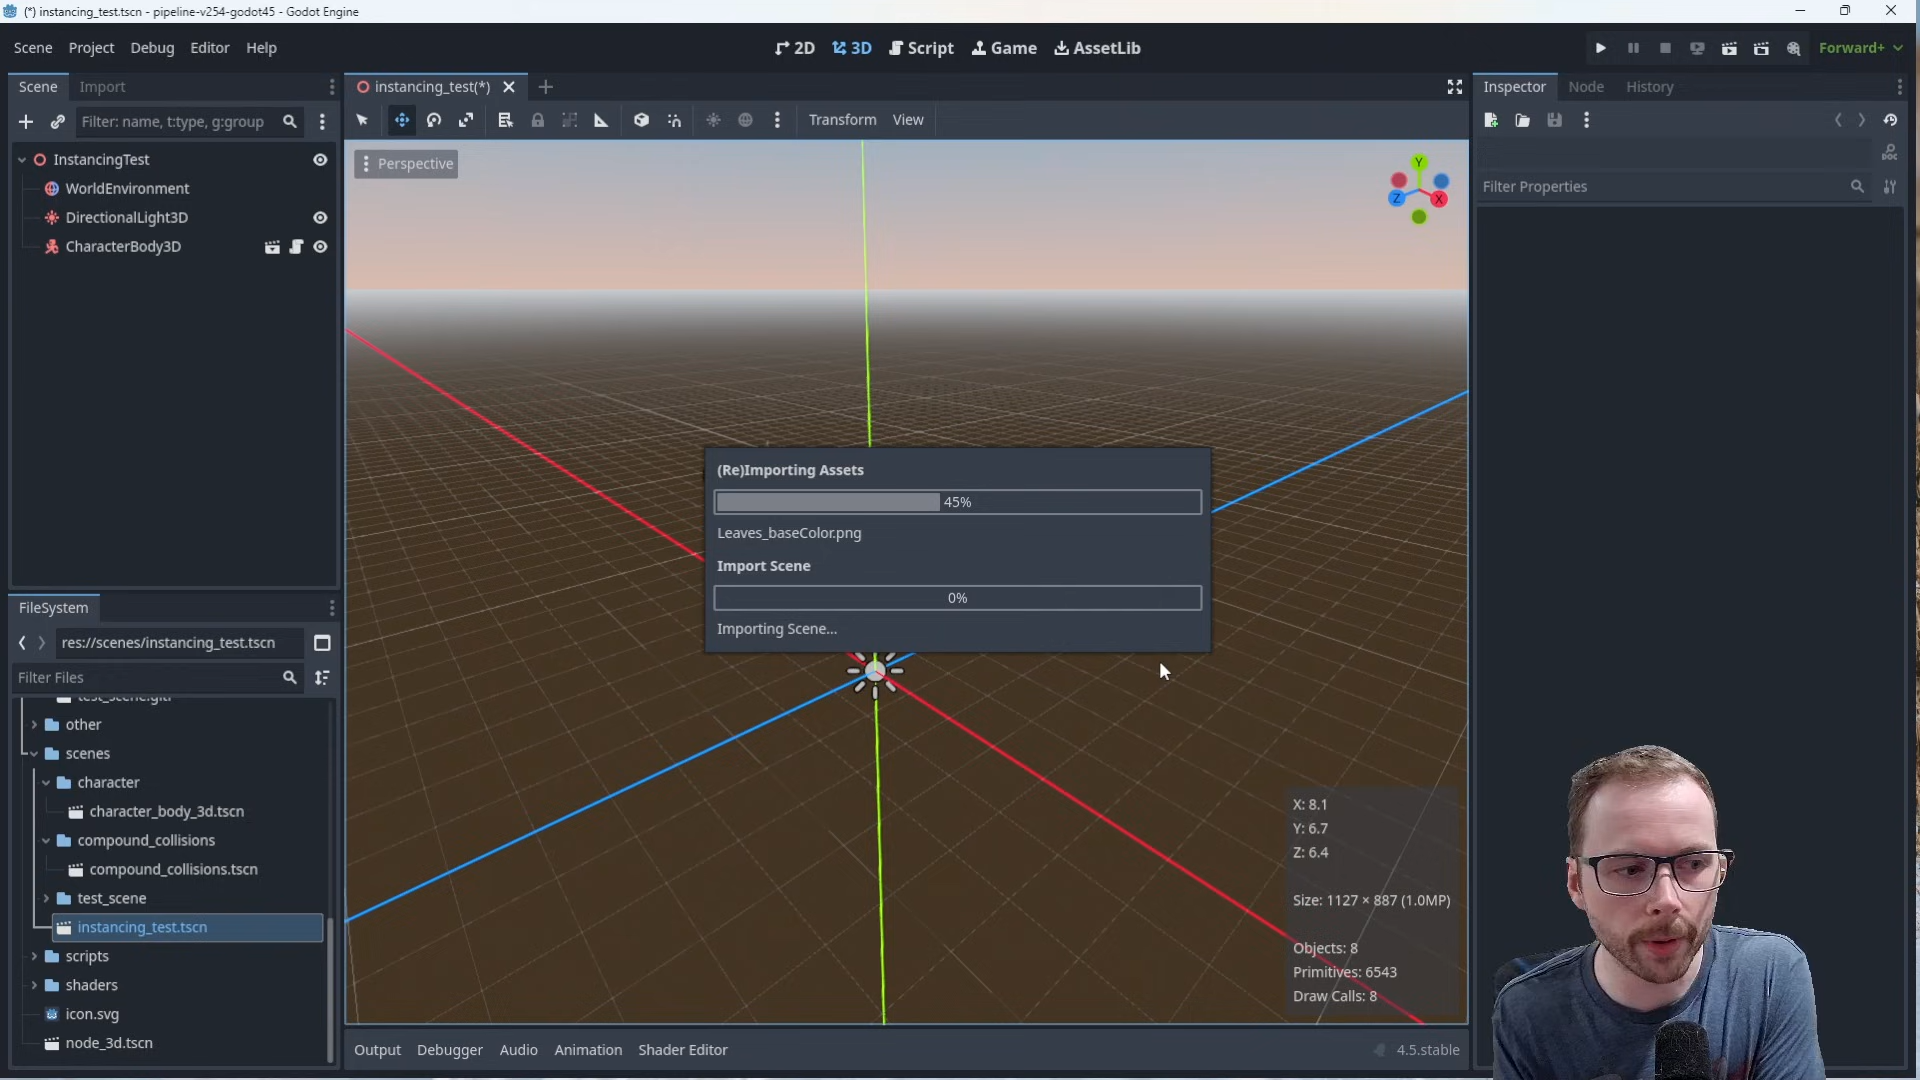 (*) instancing_test.tscn - pipeline-v254-godot45 - Godot Engine
Scene Project Debug Editor Help
2D 3D Script Game AssetLib
Forward+
Scene Import
instancing_test(*)
Inspector Node History
Filter: name, t:type, g:group
Transform View
InstancingTest
WorldEnvironment
DirectionalLight3D
CharacterBody3D
Perspective
Y
Z
X
DOC
Filter Properties
(Re)Importing Assets
45%
Leaves_baseColor.png
Import Scene
0%
Importing Scene...
FileSystem
res://scenes/instancing_test.tscn
Filter Files
test_scene.gltf
other
scenes
character
character_body_3d.tscn
compound_collisions
compound_collisions.tscn
test_scene
instancing_test.tscn
scripts
shaders
icon.svg
node_3d.tscn
X: 8.1
Y: 6.7
Z: 6.4
Size: 1127 × 887 (1.0MP)
Objects: 8
Primitives: 6543
Draw Calls: 8
Output Debugger Audio Animation Shader Editor
4.5.stable